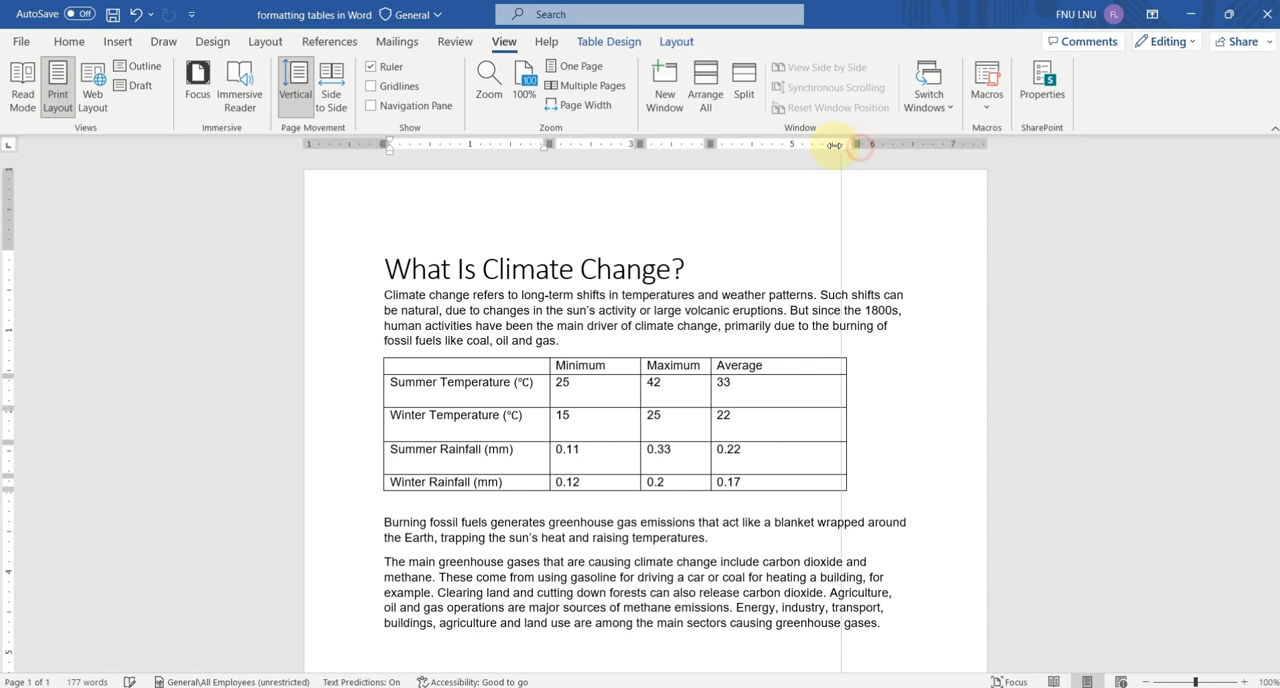 AutoSave Off formatting tables in Word General Search FNU LNU FL
File Home Insert Draw Design Layout References Mailings Review View Help Table Design Layout Comments Editing Share
Read Mode Print Layout Web Layout Outline Draft
Views
Focus Immersive Reader
Immersive
Vertical Side to Side
Page Movement
Ruler
Gridlines
Navigation Pane
Show
Zoom 100 100% One Page
Multiple Pages
Page Width
Zoom
New Window Arrange All Split View Side by Side
Synchronous Scrolling
Reset Window Position
Switch Windows
Window
Macros
Macros
S
Properties
SharePoint
L 1 1 3 5 6 7
What Is Climate Change?
Climate change refers to long-term shifts in temperatures and weather patterns. Such shifts can
be natural, due to changes in the sun's activity or large volcanic eruptions. But since the 1800s,
human activities have been the main driver of climate change, primarily due to the burning of
fossil fuels like coal, oil and gas.
Minimum Maximum Average
Summer Temperature (°C) 25 42 33
Winter Temperature (°C) 15 25 22
Summer Rainfall (mm) 0.11 0.33 0.22
Winter Rainfall (mm) 0.12 0.2 0.17
Burning fossil fuels generates greenhouse gas emissions that act like a blanket wrapped around
the Earth, trapping the sun's heat and raising temperatures.
The main greenhouse gases that are causing climate change include carbon dioxide and
methane. These come from using gasoline for driving a car or coal for heating a building, for
example. Clearing land and cutting down forests can also release carbon dioxide. Agriculture,
oil and gas operations are major sources of methane emissions. Energy, industry, transport,
buildings, agriculture and land use are among the main sectors causing greenhouse gases.
Page 1 of 1 177 words General\All Employees (unrestricted) Text Predictions: On Accessibility: Good to go Focus 100%